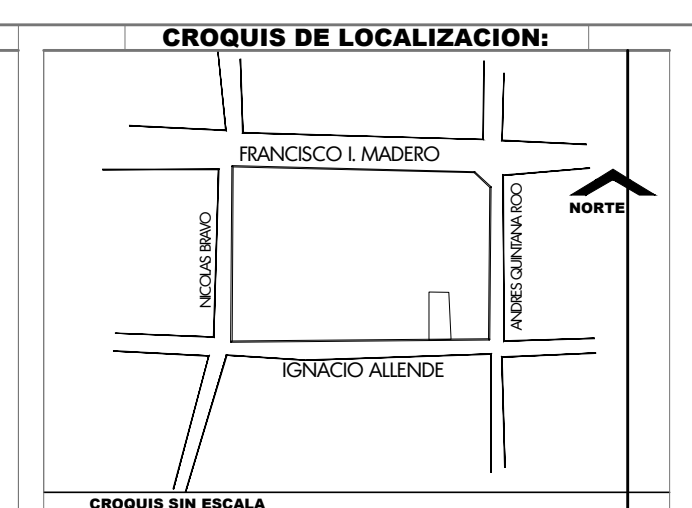 CROQUIS DE LOCALIZACION:
FRANCISCO I. MADERO
NORTE
NICOLAS BRAVO
ANDRES QUINTANA ROO
IGNACIO ALLENDE
CROQUIS SIN ESCALA